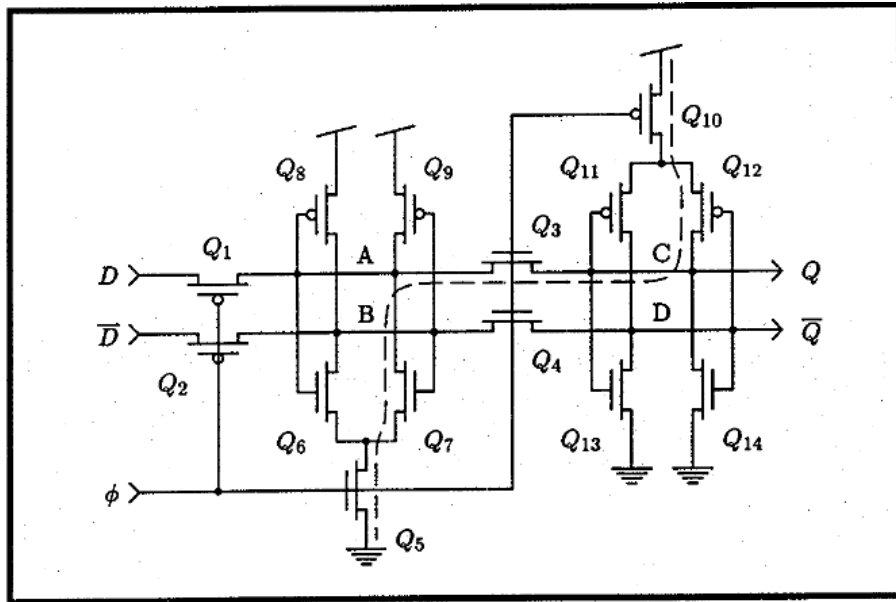 Q₁₀
Q₈ Q₉ Q₁₁ Q₁₂
Q₁ Q₃
D A C Q
D̅ B D Q̅
Q₂ Q₄
Q₆ Q₇ Q₁₃ Q₁₄
ϕ
Q₅